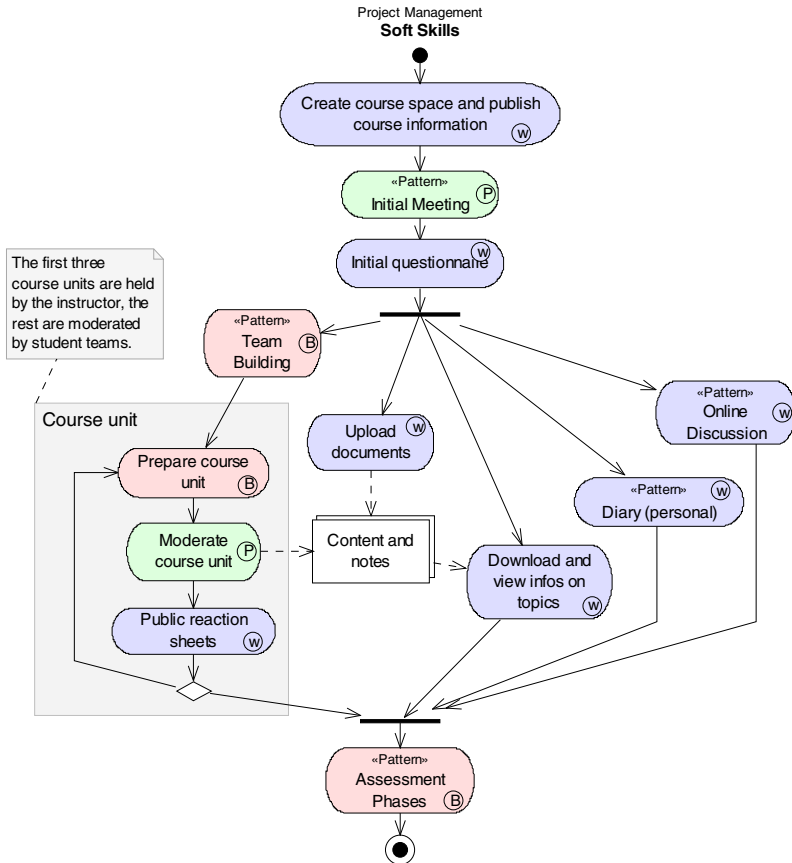 Project Management
Soft Skills
Create course space and publish
course information
W
«Pattern»
Initial Meeting
P
Initial questionnaire
W
The first three
course units are held
by the instructor, the
rest are moderated
by student teams.
«Pattern»
Team
Building
B
«Pattern»
Online
Discussion
W
Course unit
Upload
documents
W
Prepare course
unit
B
«Pattern»
Diary (personal)
W
Moderate
course unit
P
Content and
notes
Download and
view infos on
topics
W
Public reaction
sheets
W
«Pattern»
Assessment
Phases
B